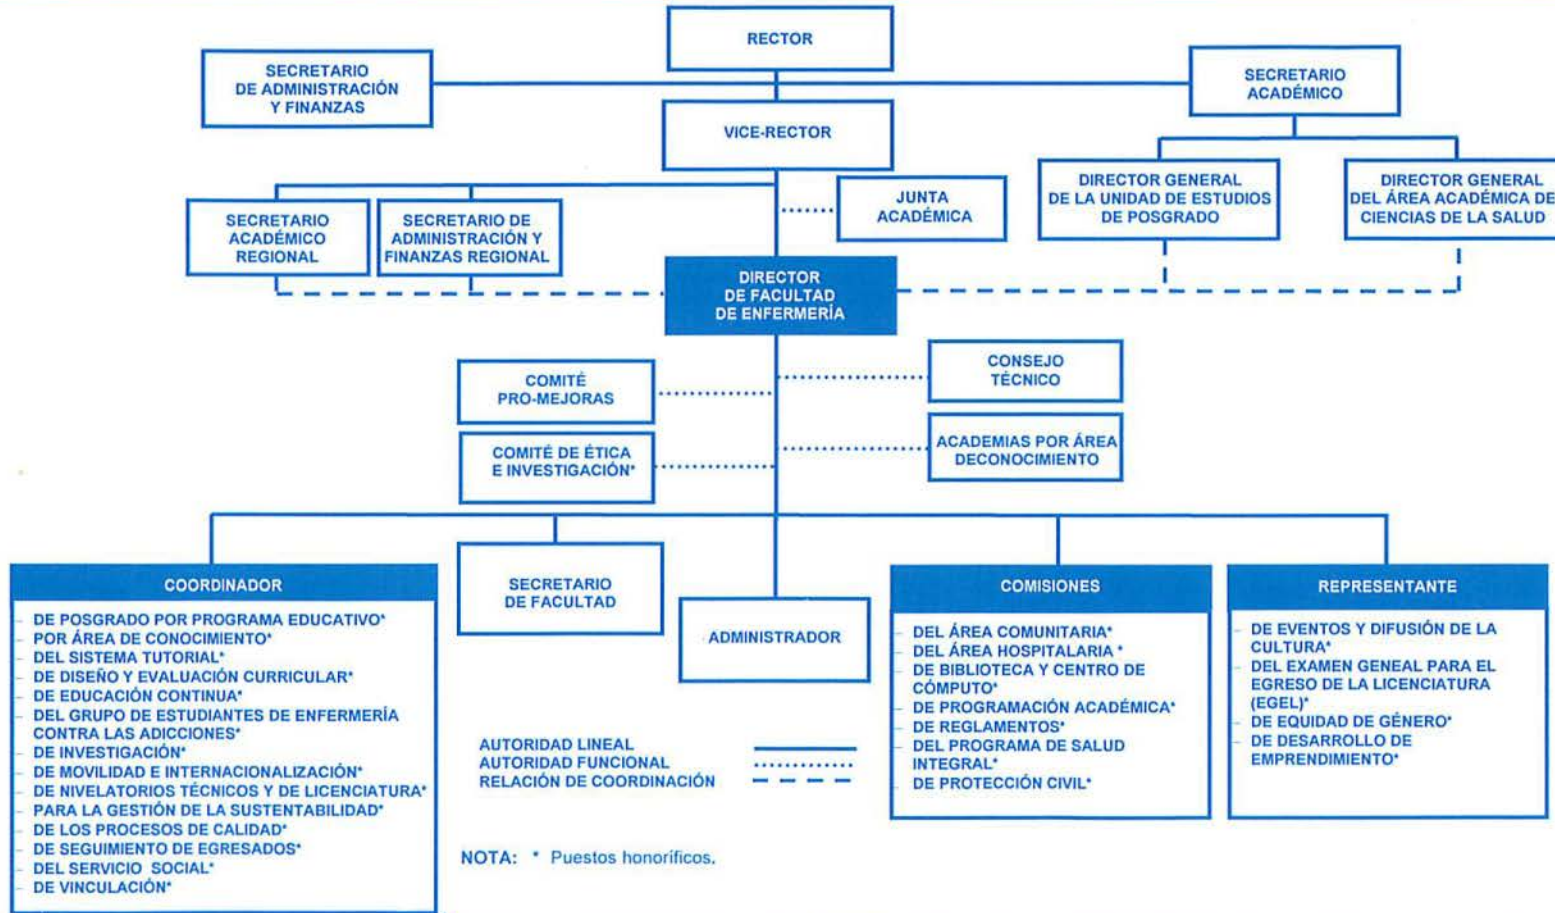 RECTOR
SECRETARIO
DE ADMINISTRACIÓN
Y FINANZAS
SECRETARIO
ACADÉMICO
VICE-RECTOR
DIRECTOR GENERAL
DE LA UNIDAD DE ESTUDIOS
DE POSGRADO
DIRECTOR GENERAL
DEL ÁREA ACADÉMICA DE
CIENCIAS DE LA SALUD
JUNTA
ACADÉMICA
SECRETARIO
ACADÉMICO
REGIONAL
SECRETARIO DE
ADMINISTRACIÓN Y
FINANZAS REGIONAL
DIRECTOR
DE FACULTAD
DE ENFERMERÍA
COMITÉ
PRO-MEJORAS
CONSEJO
TÉCNICO
COMITÉ DE ÉTICA
E INVESTIGACIÓN*
ACADEMIAS POR ÁREA
DECONOCIMIENTO
COORDINADOR
- DE POSGRADO POR PROGRAMA EDUCATIVO*
- POR ÁREA DE CONOCIMIENTO*
- DEL SISTEMA TUTORIAL*
- DE DISEÑO Y EVALUACIÓN CURRICULAR*
- DE EDUCACIÓN CONTINUA*
- DEL GRUPO DE ESTUDIANTES DE ENFERMERÍA
CONTRA LAS ADICCIONES*
- DE INVESTIGACIÓN*
- DE MOVILIDAD E INTERNACIONALIZACIÓN*
- DE NIVELATORIOS TÉCNICOS Y DE LICENCIATURA*
- PARA LA GESTIÓN DE LA SUSTENTABILIDAD*
- DE LOS PROCESOS DE CALIDAD*
- DE SEGUIMIENTO DE EGRESADOS*
- DEL SERVICIO SOCIAL*
- DE VINCULACIÓN*
SECRETARIO
DE FACULTAD
ADMINISTRADOR
COMISIONES
- DEL ÁREA COMUNITARIA*
- DEL ÁREA HOSPITALARIA *
- DE BIBLIOTECA Y CENTRO DE
CÓMPUTO*
- DE PROGRAMACIÓN ACADÉMICA*
- DE REGLAMENTOS*
- DEL PROGRAMA DE SALUD
INTEGRAL*
- DE PROTECCIÓN CIVIL*
REPRESENTANTE
- DE EVENTOS Y DIFUSIÓN DE LA
CULTURA*
- DEL EXAMEN GENEAL PARA EL
EGRESO DE LA LICENCIATURA
(EGEL)*
- DE EQUIDAD DE GÉNERO*
- DE DESARROLLO DE
EMPRENDIMIENTO*
AUTORIDAD LINEAL
AUTORIDAD FUNCIONAL
RELACIÓN DE COORDINACIÓN
NOTA: * Puestos honoríficos.